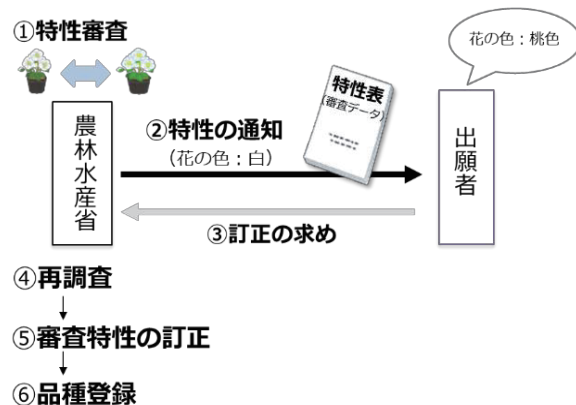 ①特性審査
花の色：桃色
農林水産省
②特性の通知
（花の色：白）
特性表
（審査データ）
出願者
③訂正の求め
④再調査
⑤審査特性の訂正
⑥品種登録